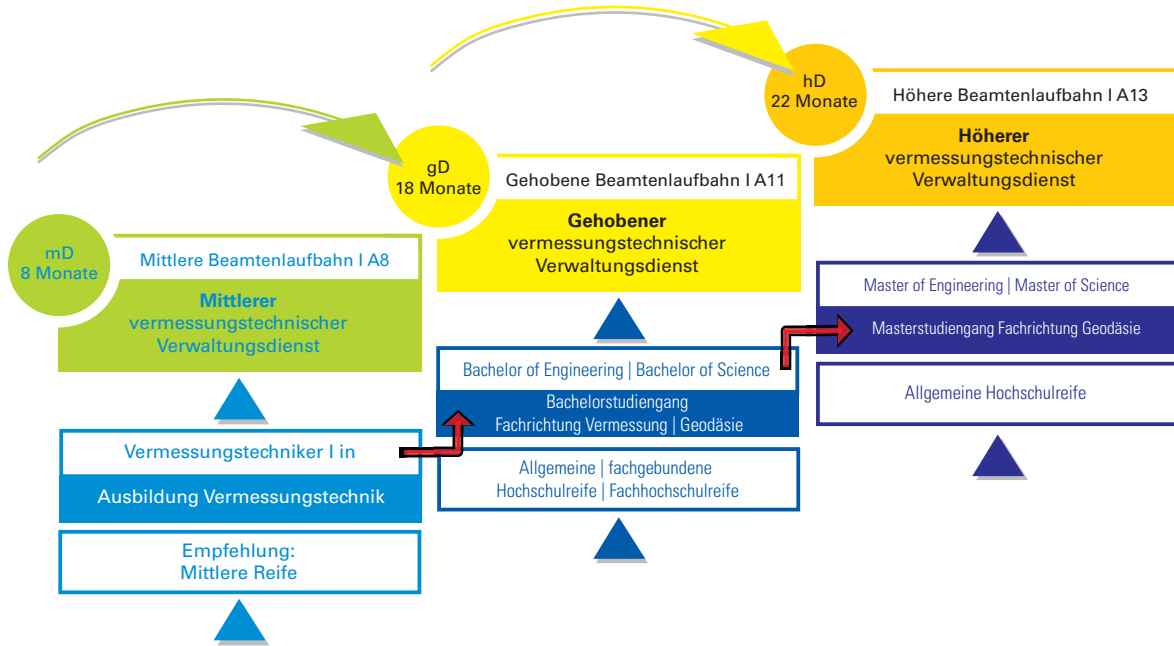 mD
8 Monate
Mittlere Beamtenlaufbahn I A8
Mittlerer
vermessungstechnischer
Verwaltungsdienst
Vermessungstechniker I in
Ausbildung Vermessungstechnik
Empfehlung:
Mittlere Reife
gD
18 Monate
Gehobene Beamtenlaufbahn I A11
Gehobener
vermessungstechnischer
Verwaltungsdienst
Bachelor of Engineering | Bachelor of Science
Bachelorstudiengang
Fachrichtung Vermessung | Geodäsie
Allgemeine | fachgebundene
Hochschulreife | Fachhochschulreife
hD
22 Monate
Höhere Beamtenlaufbahn I A13
Höherer
vermessungstechnischer
Verwaltungsdienst
Master of Engineering | Master of Science
Masterstudiengang Fachrichtung Geodäsie
Allgemeine Hochschulreife